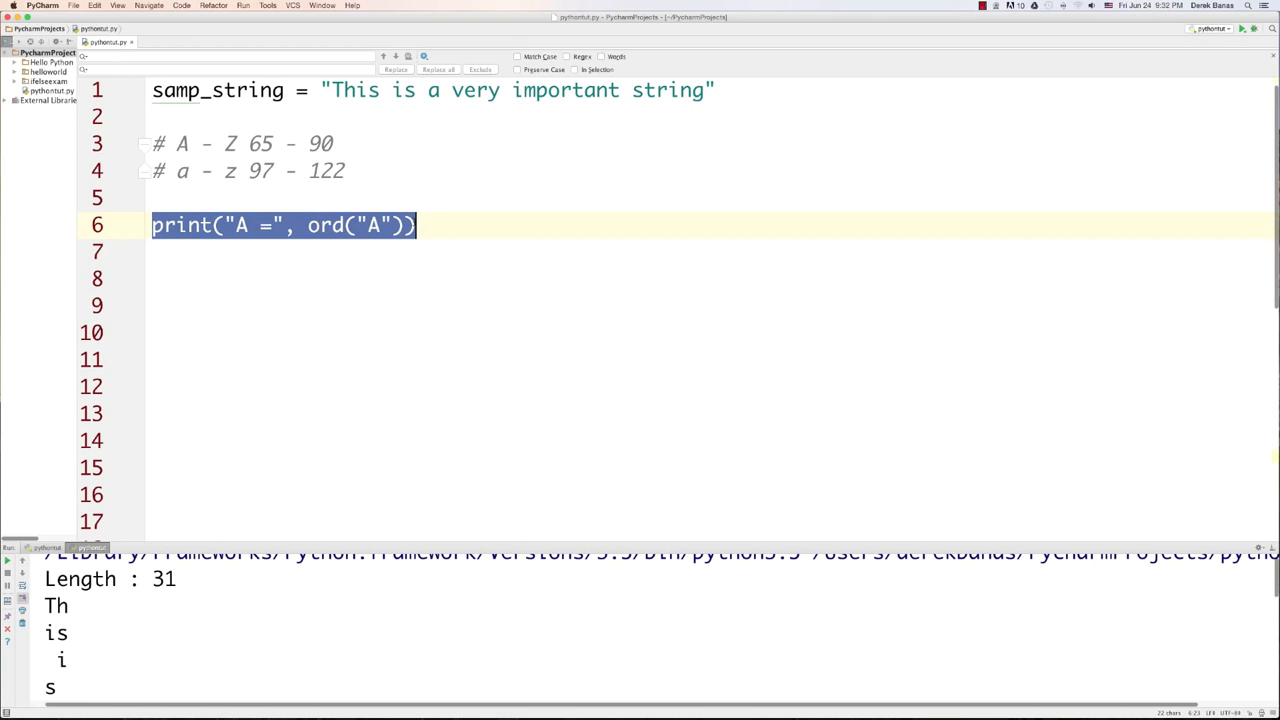 PyCharm File Edit View Navigate Code Refactor Run Tools VCS Window Help
10 Fri Jun 24 9:32 PM Derek Banas
pythontut.py - PycharmProjects - [~/PycharmProjects]
PycharmProjects pythontut.py
pythontut
pythontut.py ×
PycharmProject
Hello Python
helloworld
ifelseexam
pythontut.py
External Librarie
Match Case Regex Words
Replace Replace all Exclude Preserve Case In Selection
1 samp_string = "This is a very important string"
2
3 # A - Z 65 - 90
4 # a - z 97 - 122
5
6 print("A =", ord("A"))
7
8
9
10
11
12
13
14
15
16
17
Run: pythontut pythontut
/Library/Frameworks/Python.framework/Versions/3.5/bin/python3.5 /Users/derekbanas/PycharmProjects/pytho
Length : 31
Th
is
i
s
22 chars 6:23 LF÷ UTF-8÷